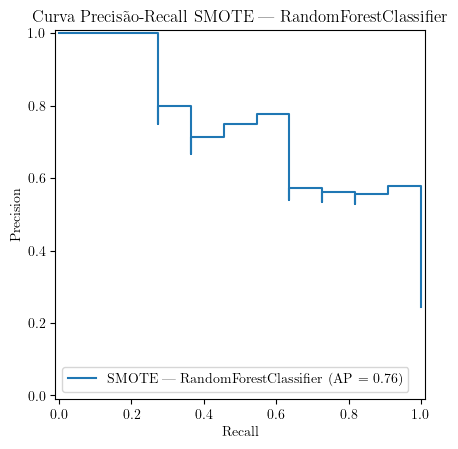 Curva Precisão-Recall SMOTE — RandomForestClassifier
1.0
0.8
0.6
0.4
0.2
0.0
Precision
SMOTE — RandomForestClassifier (AP = 0.76)
0.0 0.2 0.4 0.6 0.8 1.0
Recall